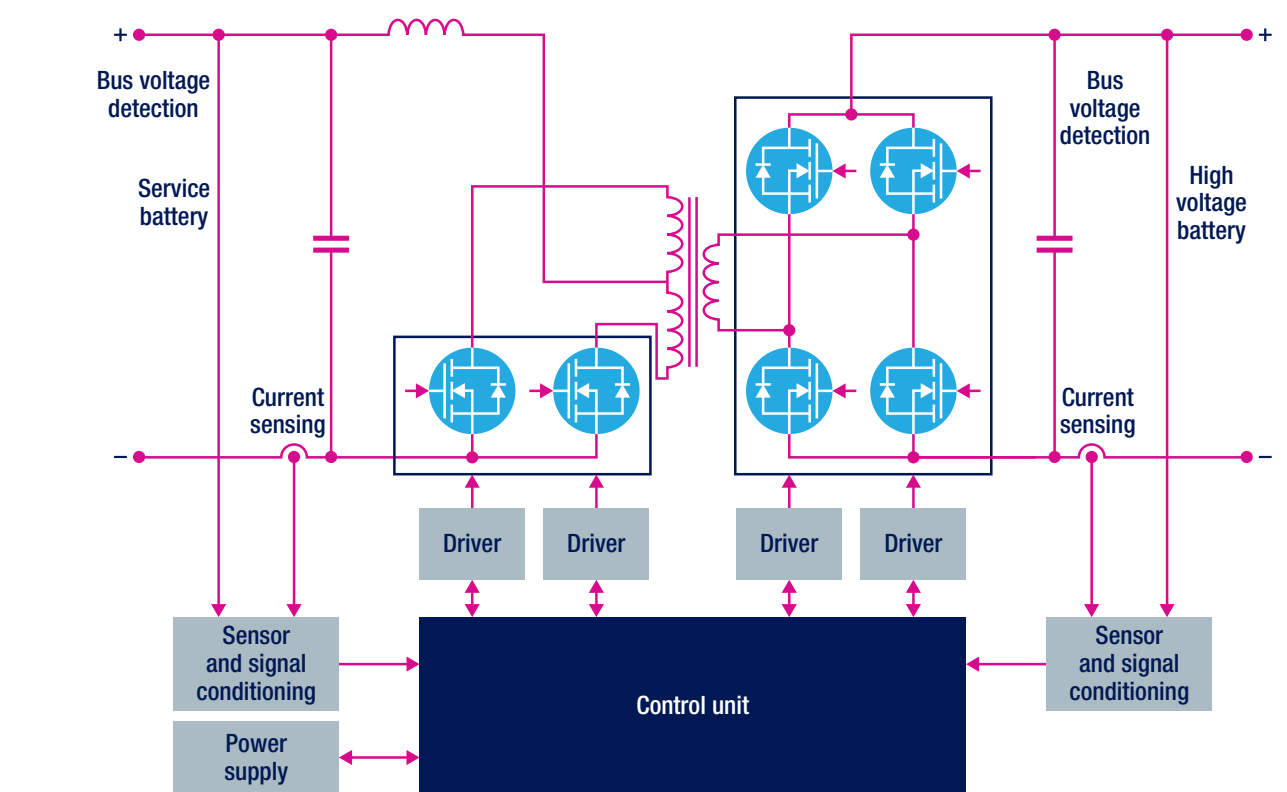 +
+
Bus voltage
detection
Bus
voltage
detection
Service
battery
High
voltage
battery
Current
sensing
Current
sensing
–
–
Driver
Driver
Driver
Driver
Sensor
and signal
conditioning
Sensor
and signal
conditioning
Control unit
Power
supply